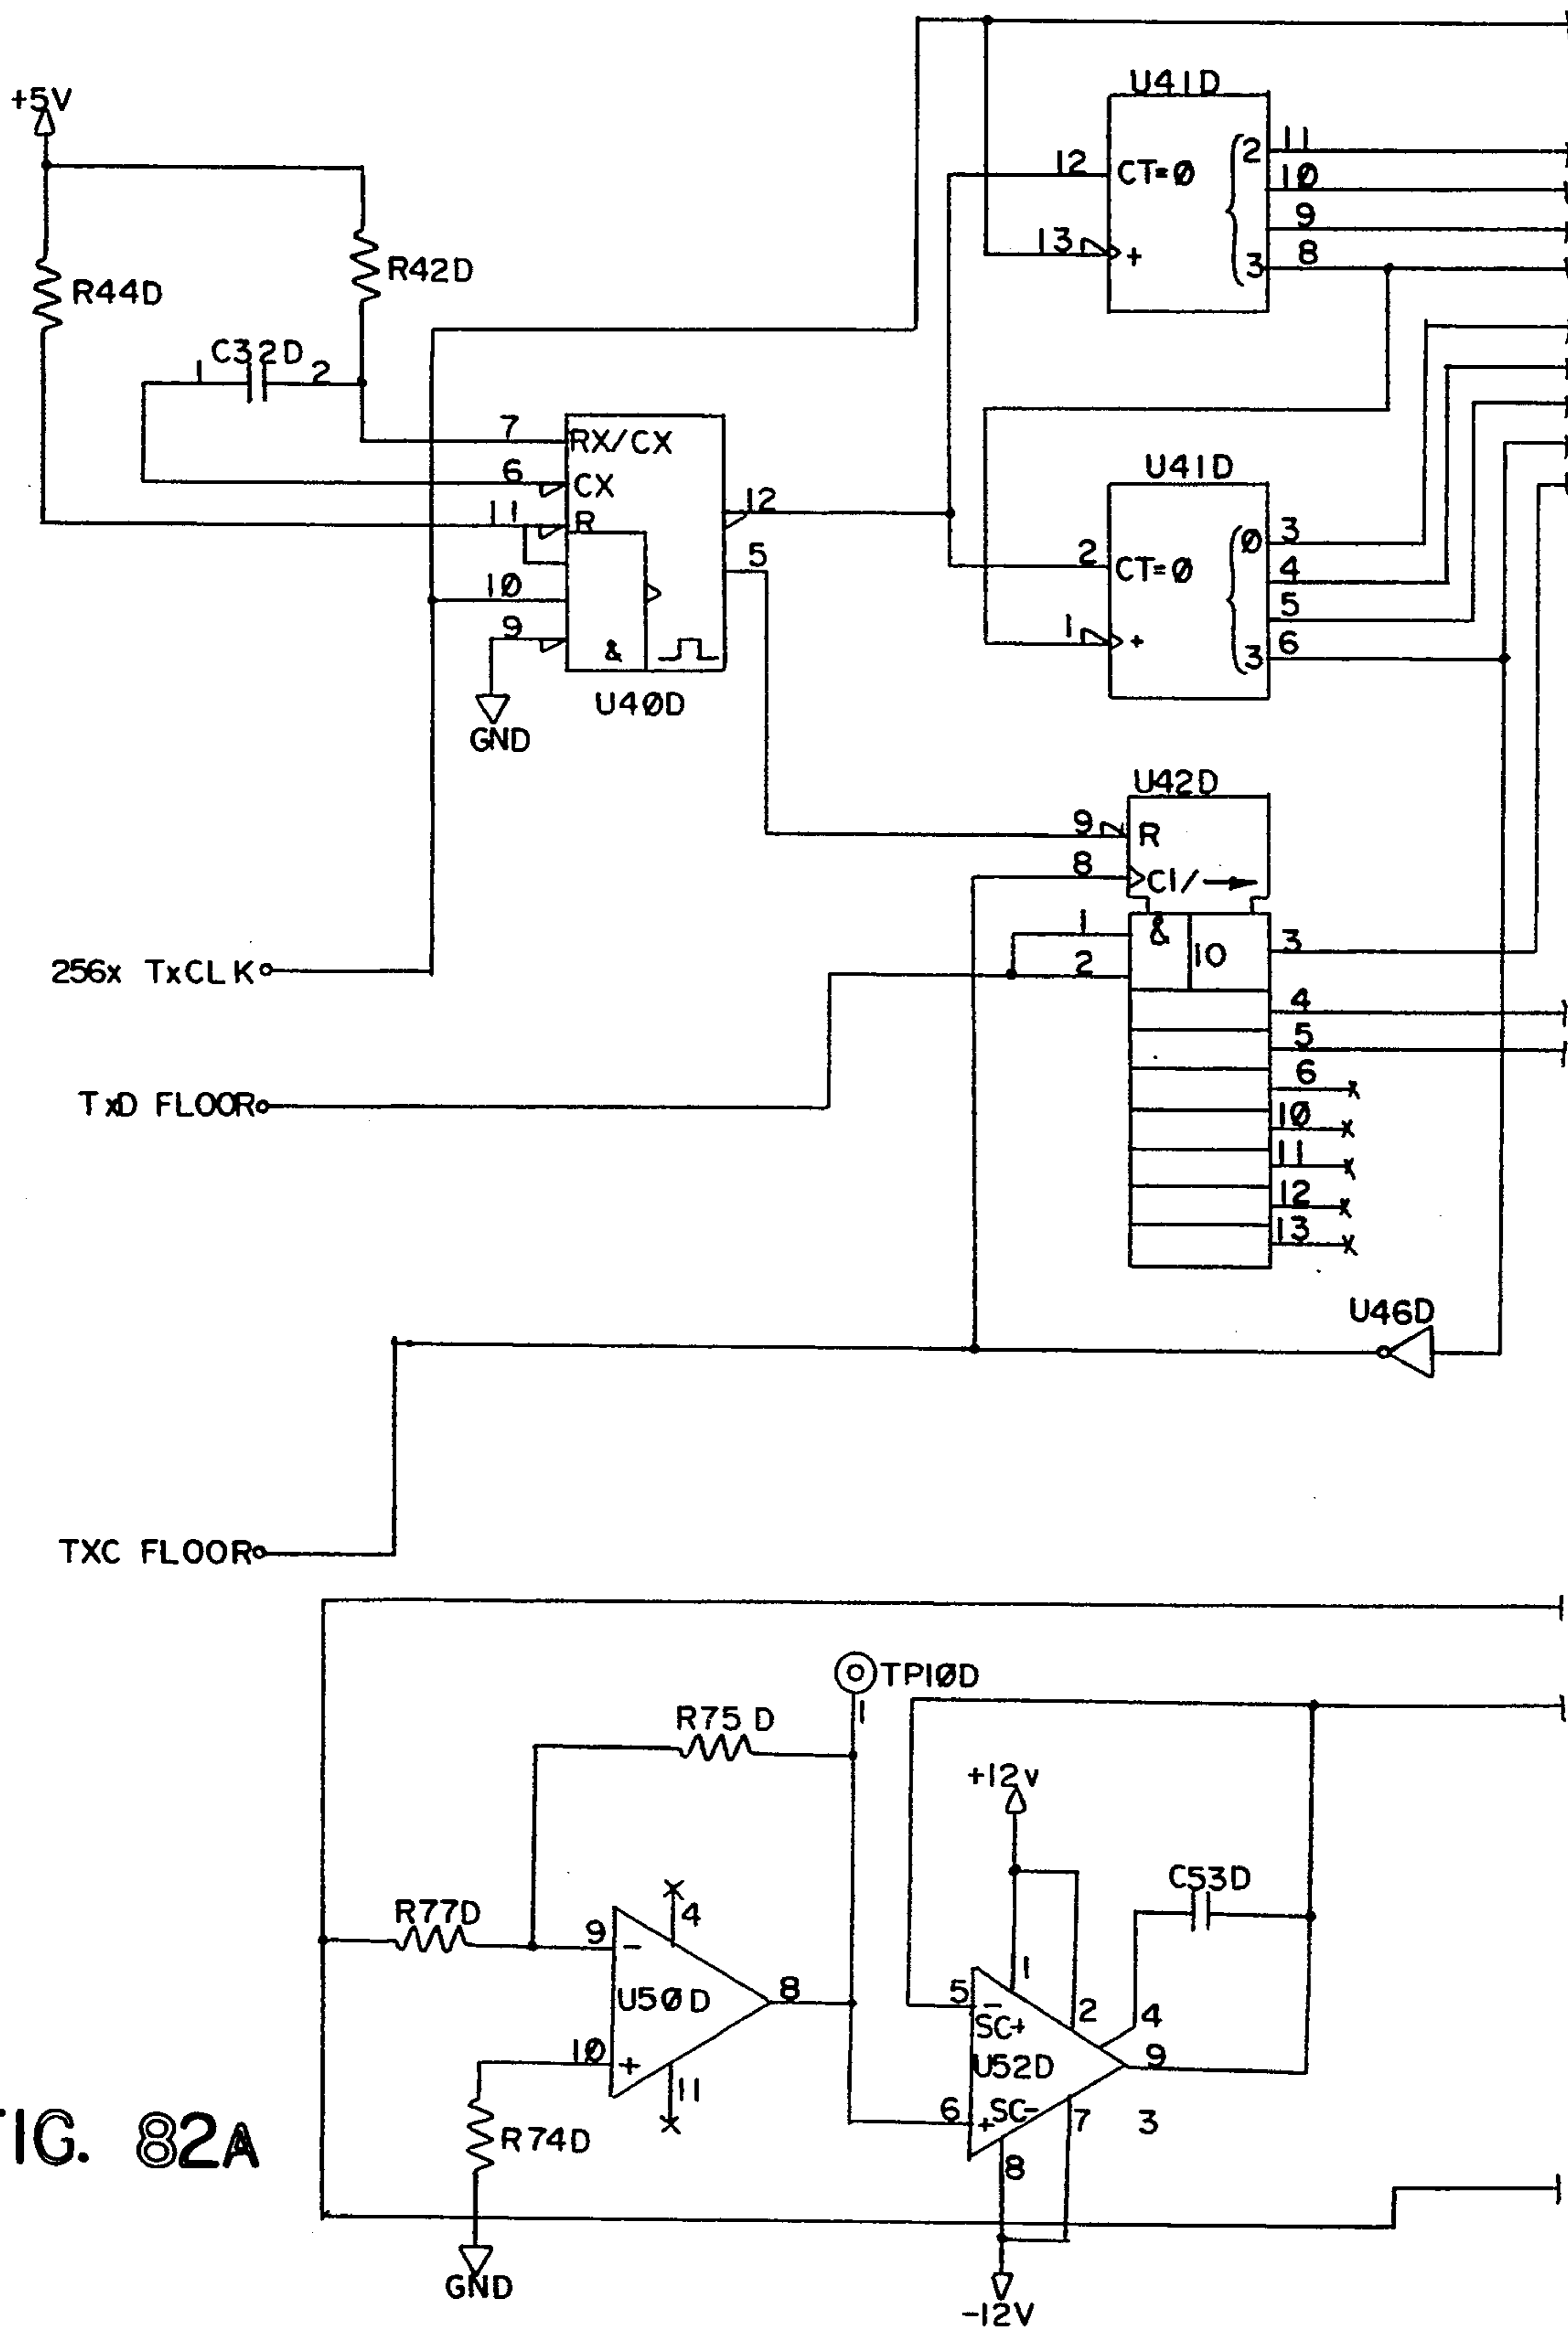 U41D
+5V
12 CT=Ø 2 11
10
9
13 + 3 8
R44D R42D
1 C32D 2
7 RX/CX
6 CX
11 R 12
5
10
9 &
U4ØD
GND
U41D
2 CT=Ø Ø 3
4
5
1 + 3 6
U42D
9 R
8 C1/
1 & 1D 3
2
4
5
6
10
11
12
13
256x TxCLK
TxD FLOOR
U46D
TXC FLOOR
TP1ØD
1
R75D
+12v
C53D
R77D
9 − 4
U5ØD 8
1Ø + 11
R74D
GND
5 − 1 2 4
SC+
U52D 9
6 + SC- 7 3
8
-12V
IG. 82A